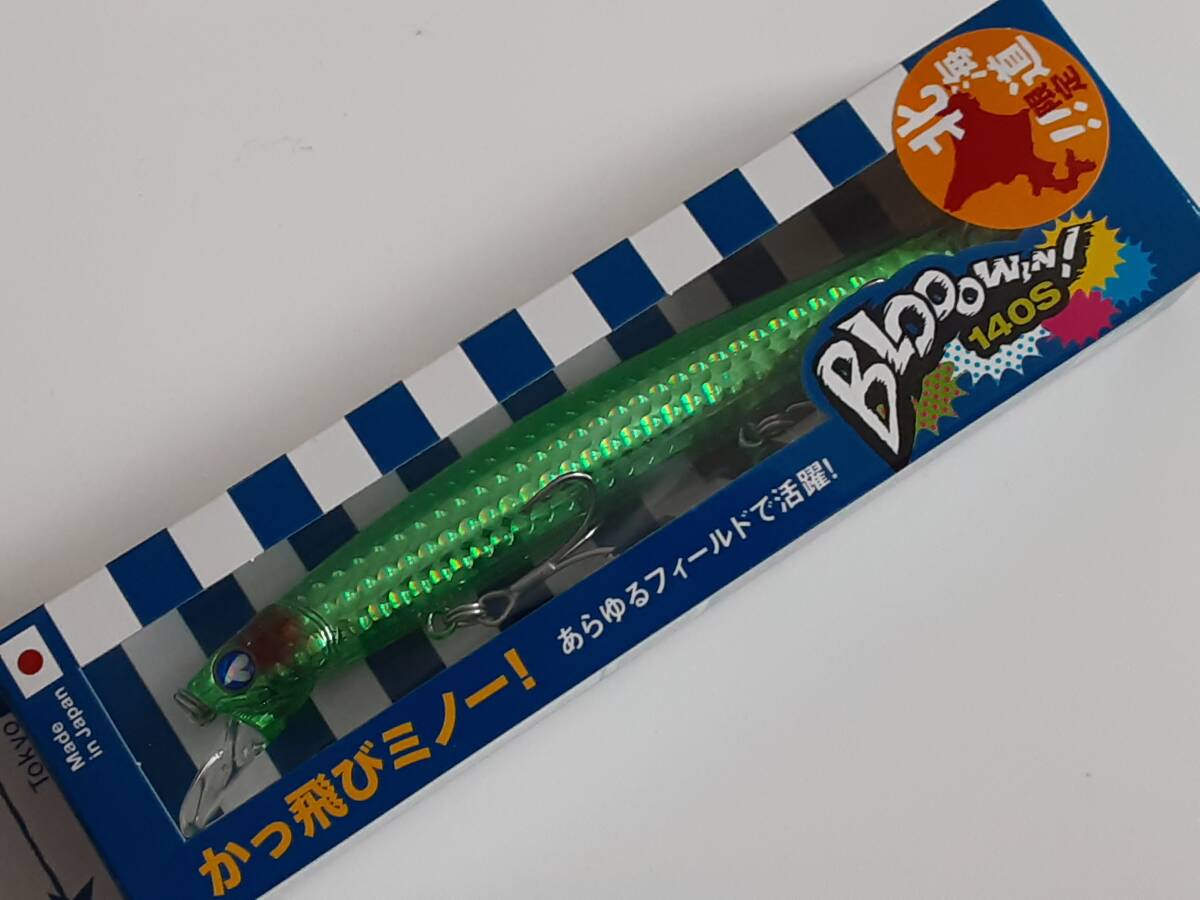 北海道
限定!!
BLOOOWIN!
140S
あらゆるフィールドで活躍!
かっ飛びミノー!
Made
in Japan
TOKYO